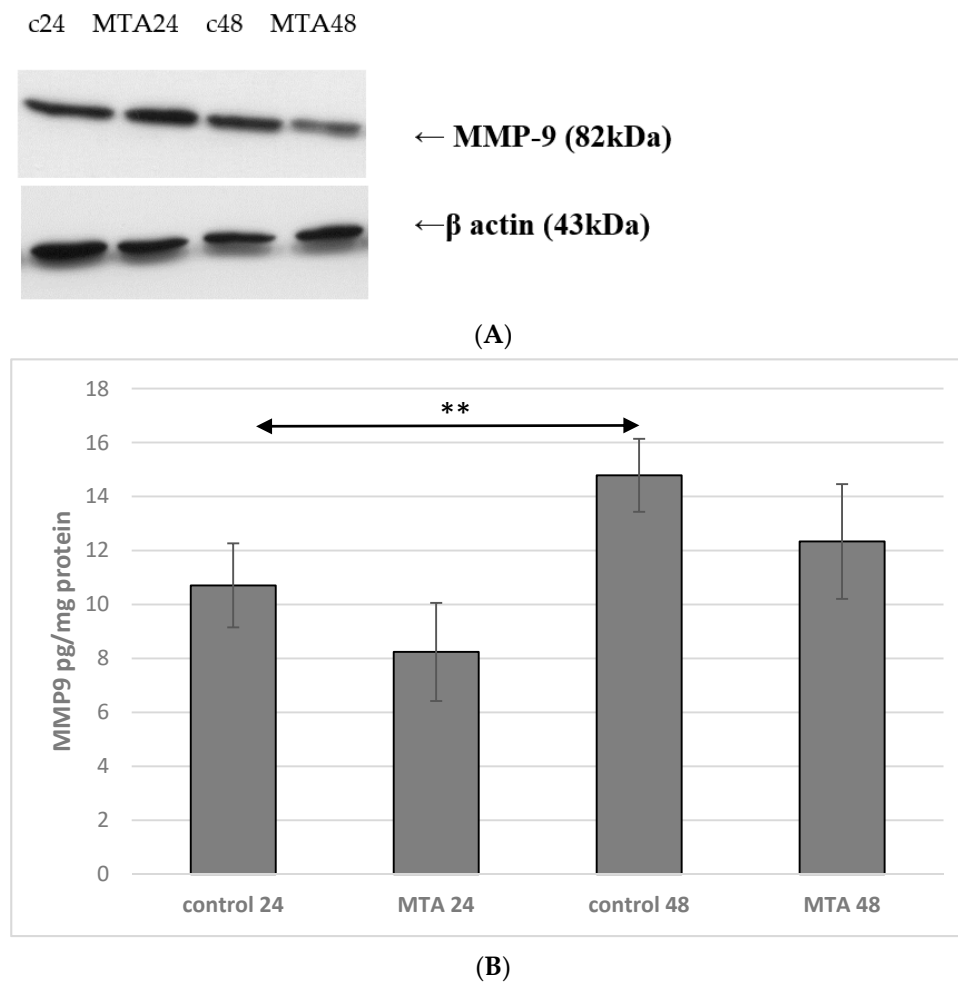 c24 MTA24 c48 MTA48
← MMP-9 (82kDa)
←β actin (43kDa)
(A)
**
18
16
14
12
10
8
6
4
2
0
MMP9 pg/mg protein
control 24 MTA 24 control 48 MTA 48
(B)